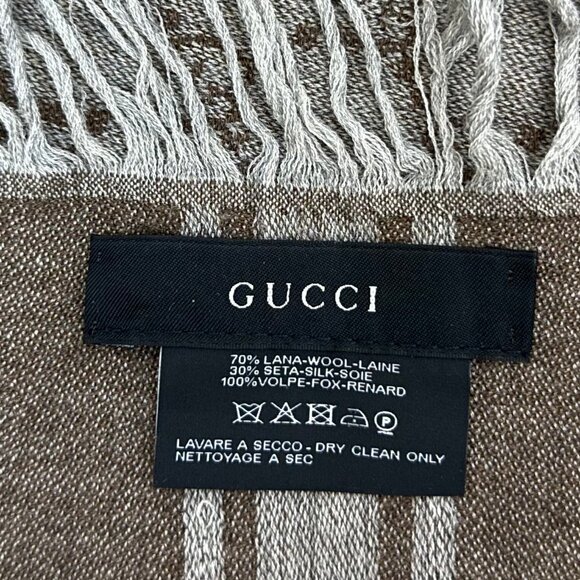 GUCCI
70% LANA-WOOL-LAINE
30% SETA-SILK-SOIE
100%VOLPE-FOX-RENARD
P
LAVARE A SECCO - DRY CLEAN ONLY
NETTOYAGE A SEC